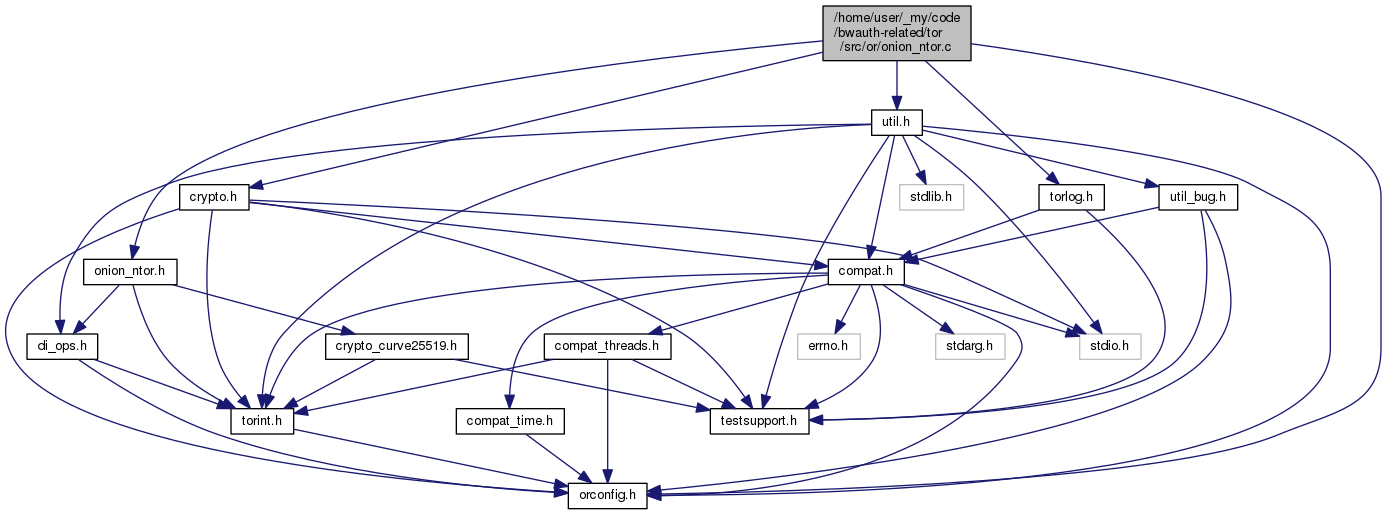 /home/user/_my/code
/bwauth-related/tor
/src/or/onion_ntor.c
util.h
crypto.h
stdlib.h
torlog.h
util_bug.h
onion_ntor.h
compat.h
di_ops.h
crypto_curve25519.h
compat_threads.h
errno.h
stdarg.h
stdio.h
torint.h
compat_time.h
testsupport.h
orconfig.h